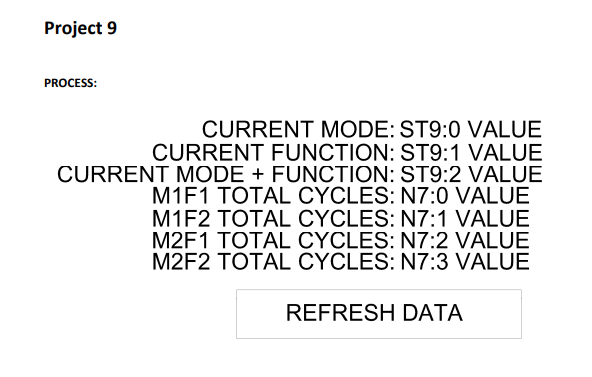 Project 9
PROCESS:
CURRENT MODE: ST9:0 VALUE
CURRENT FUNCTION: ST9:1 VALUE
CURRENT MODE + FUNCTION: ST9:2 VALUE
M1F1 TOTAL CYCLES: N7:0 VALUE
M1F2 TOTAL CYCLES: N7:1 VALUE
M2F1 TOTAL CYCLES: N7:2 VALUE
M2F2 TOTAL CYCLES: N7:3 VALUE
REFRESH DATA